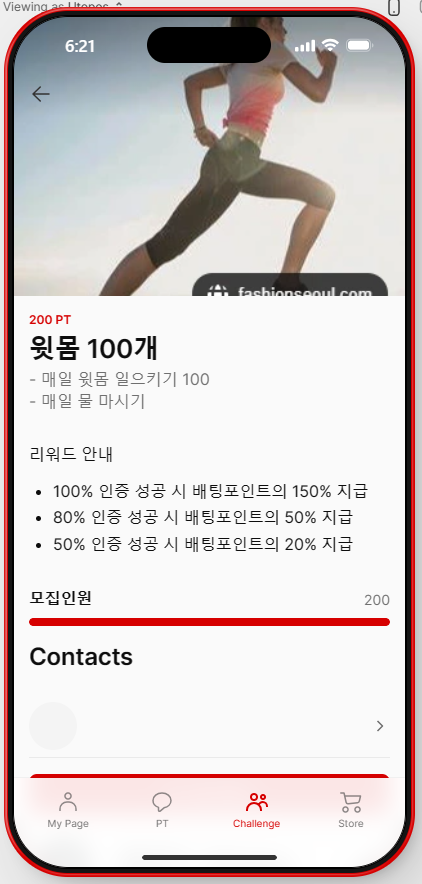 Viewing as Utopos
6:21
fashionseoul.com
200 PT
윗몸 100개
- 매일 윗몸 일으키기 100
- 매일 물 마시기
리워드 안내
• 100% 인증 성공 시 배팅포인트의 150% 지급
• 80% 인증 성공 시 배팅포인트의 50% 지급
• 50% 인증 성공 시 배팅포인트의 20% 지급
모집인원 200
Contacts
My Page PT Challenge Store